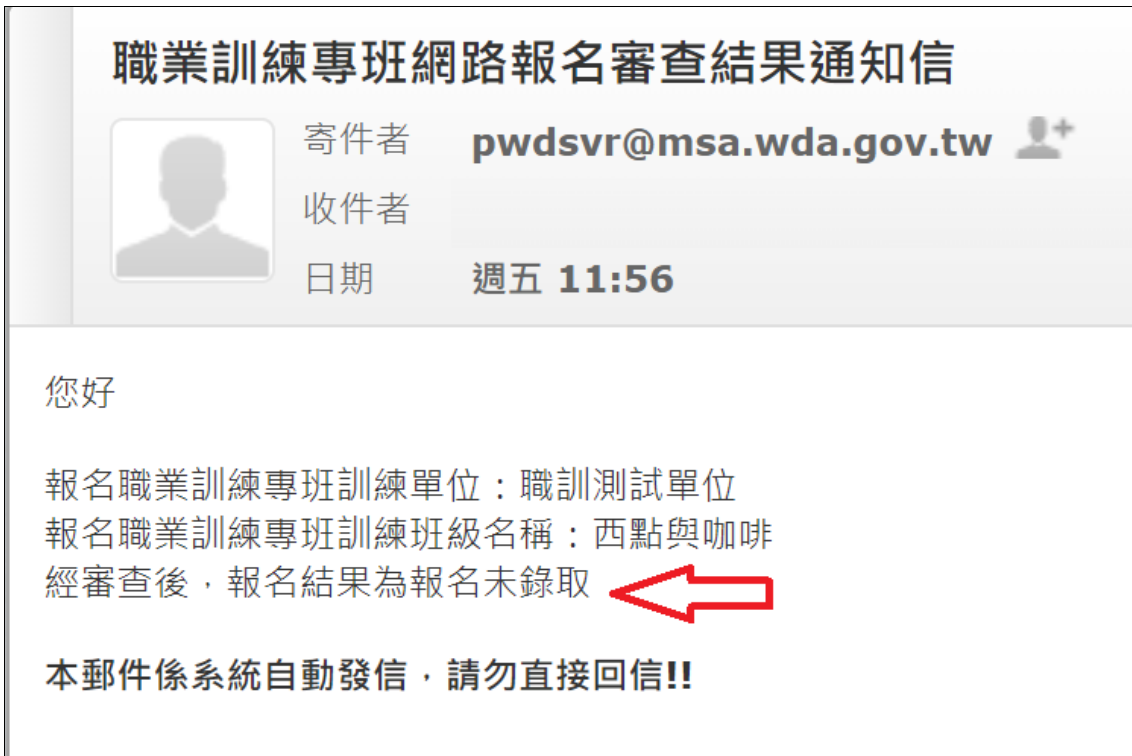 職業訓練專班網路報名審查結果通知信
寄件者 pwdsvr@msa.wda.gov.tw
收件者
日期 週五 11:56
您好
報名職業訓練專班訓練單位：職訓測試單位
報名職業訓練專班訓練班級名稱：西點與咖啡
經審查後，報名結果為報名未錄取
本郵件係系統自動發信，請勿直接回信!!